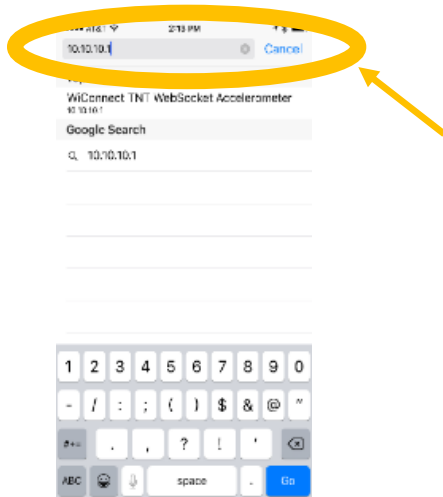 AT&T 2:13 PM
10.10.10.1 Cancel
WiConnect TNT WebSocket Accelerometer
10.10.10.1
Google Search
10.10.10.1
1 2 3 4 5 6 7 8 9 0
- / : ; ( ) $ & @ "
#+= . , ? ! '
ABC space . Go